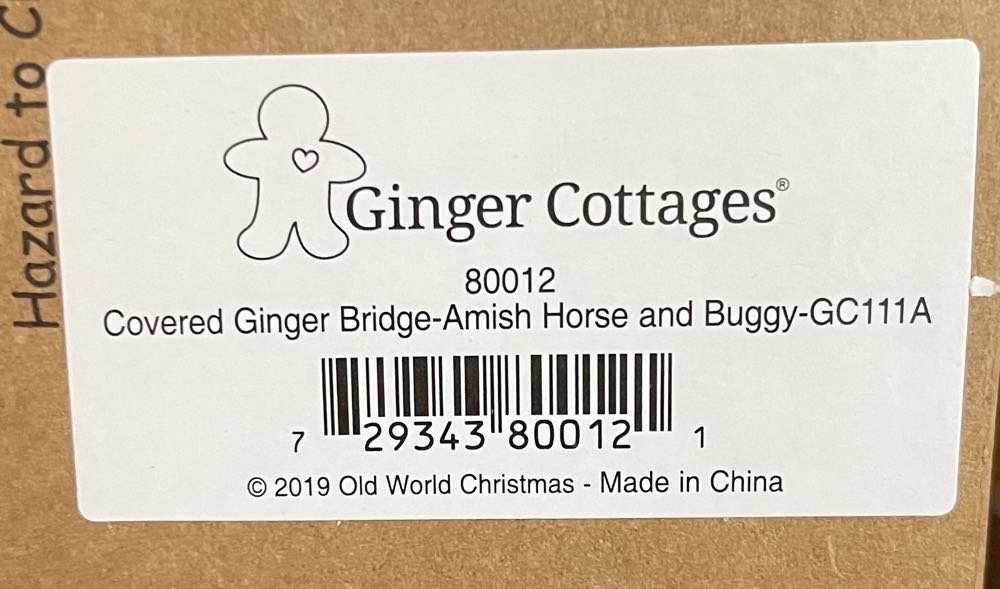 Hazard to C
Ginger Cottages®
80012
Covered Ginger Bridge-Amish Horse and Buggy-GC111A
7 29343 80012 1
© 2019 Old World Christmas - Made in China